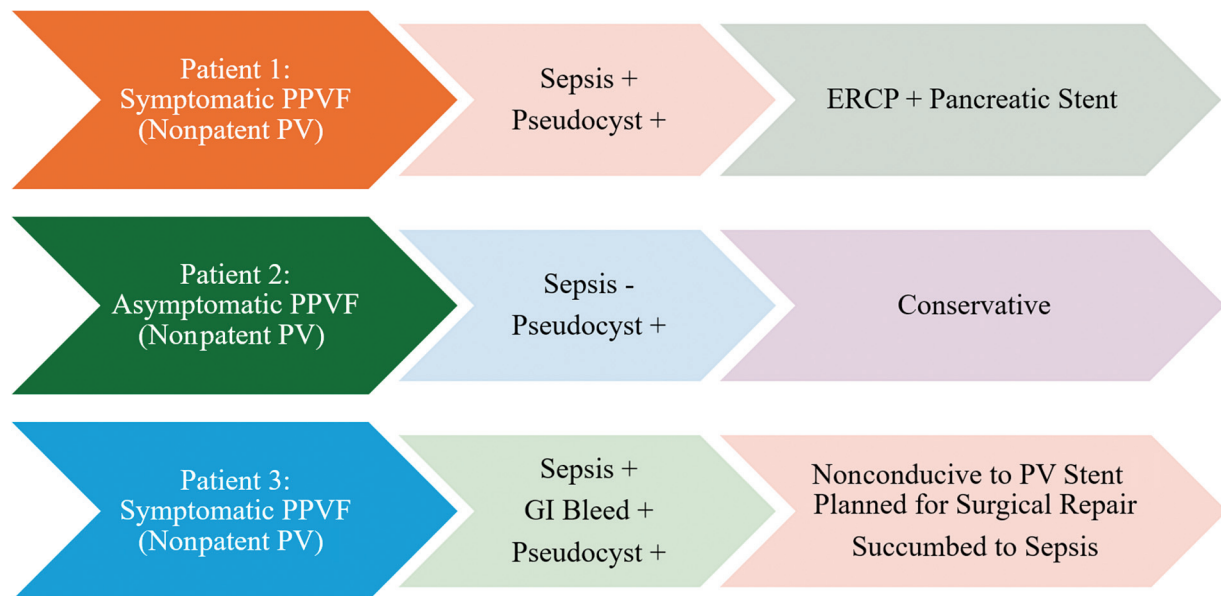 Patient 1:
Symptomatic PPVF
(Nonpatent PV)
Sepsis +
Pseudocyst +
ERCP + Pancreatic Stent
Patient 2:
Asymptomatic PPVF
(Nonpatent PV)
Sepsis -
Pseudocyst +
Conservative
Patient 3:
Symptomatic PPVF
(Nonpatent PV)
Sepsis +
GI Bleed +
Pseudocyst +
Nonconducive to PV Stent
Planned for Surgical Repair
Succumbed to Sepsis